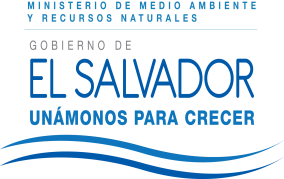 MINISTERIO DE MEDIO AMBIENTE
Y RECURSOS NATURALES
GOBIERNO DE
EL SALVADOR
UNÁMONOS PARA CRECER